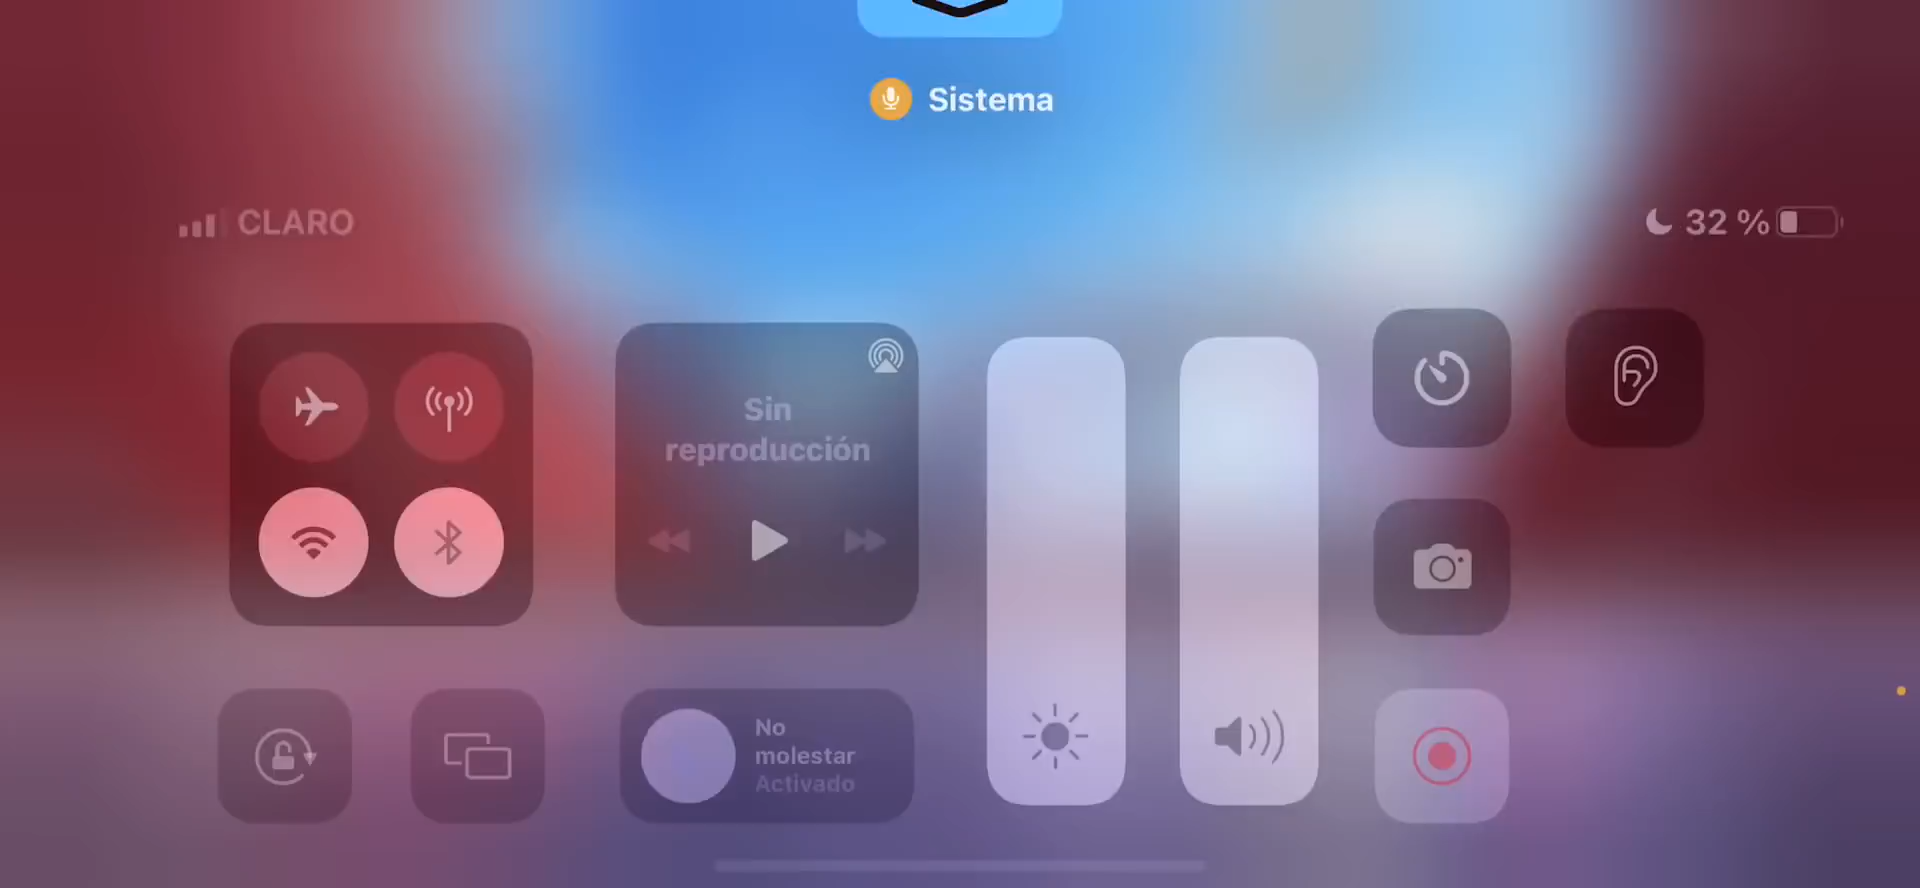 Sistema
CLARO
32 %
Sin
reproducción
No
molestar
Activado